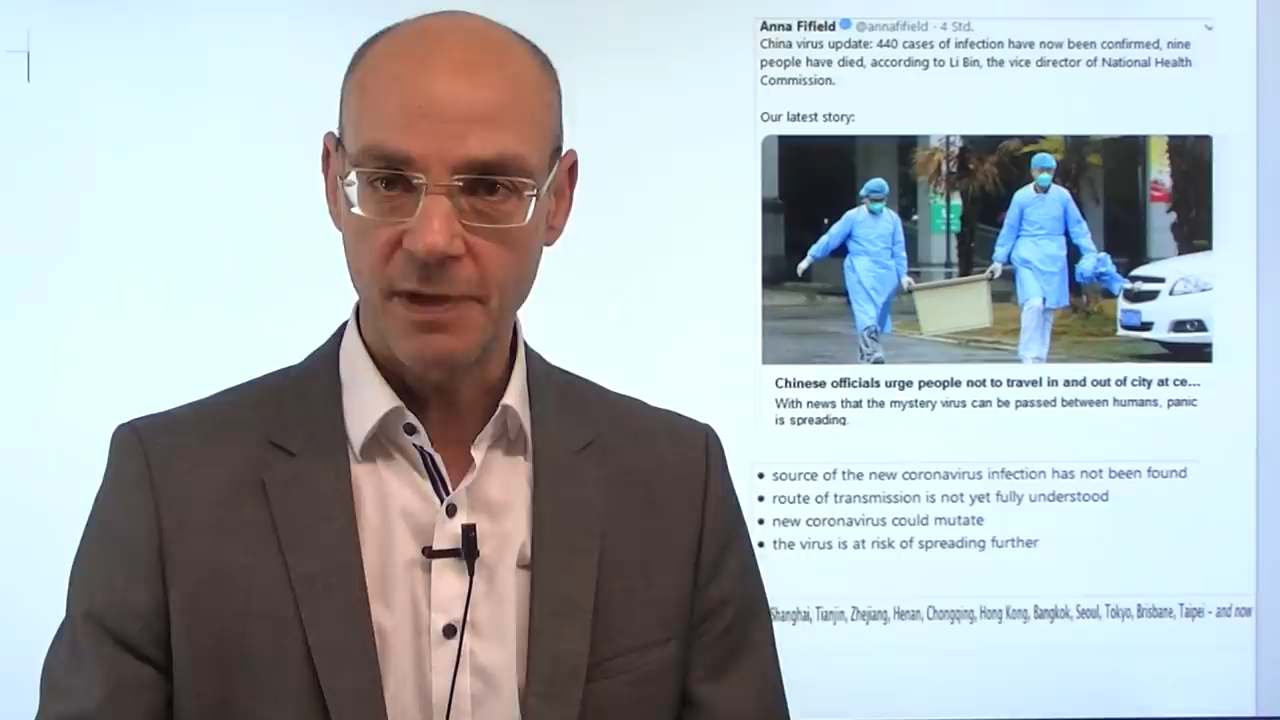 Anna Fifield @annafifield · 4 Std.
China virus update: 440 cases of infection have now been confirmed, nine
people have died, according to Li Bin, the vice director of National Health
Commission.
Our latest story:
Chinese officials urge people not to travel in and out of city at ce...
With news that the mystery virus can be passed between humans, panic
is spreading.
• source of the new coronavirus infection has not been found
• route of transmission is not yet fully understood
• new coronavirus could mutate
• the virus is at risk of spreading further
Shanghai, Tianjin, Zhejiang, Henan, Chongqing, Hong Kong, Bangkok, Seoul, Tokyo, Brisbane, Taipei – and now